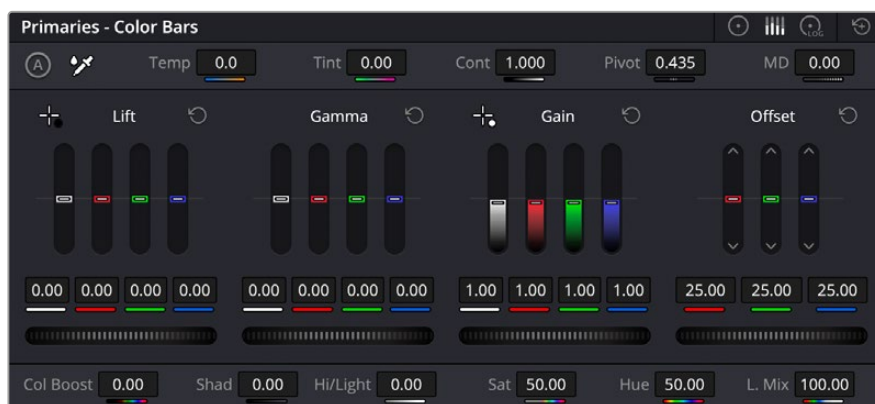 Primaries - Color Bars
LOG
A Temp 0.0 Tint 0.00 Cont 1.000 Pivot 0.435 MD 0.00
Lift Gamma Gain Offset
0.00 0.00 0.00 0.00 0.00 0.00 0.00 0.00 1.00 1.00 1.00 1.00 25.00 25.00 25.00
Col Boost 0.00 Shad 0.00 Hi/Light 0.00 Sat 50.00 Hue 50.00 L. Mix 100.00